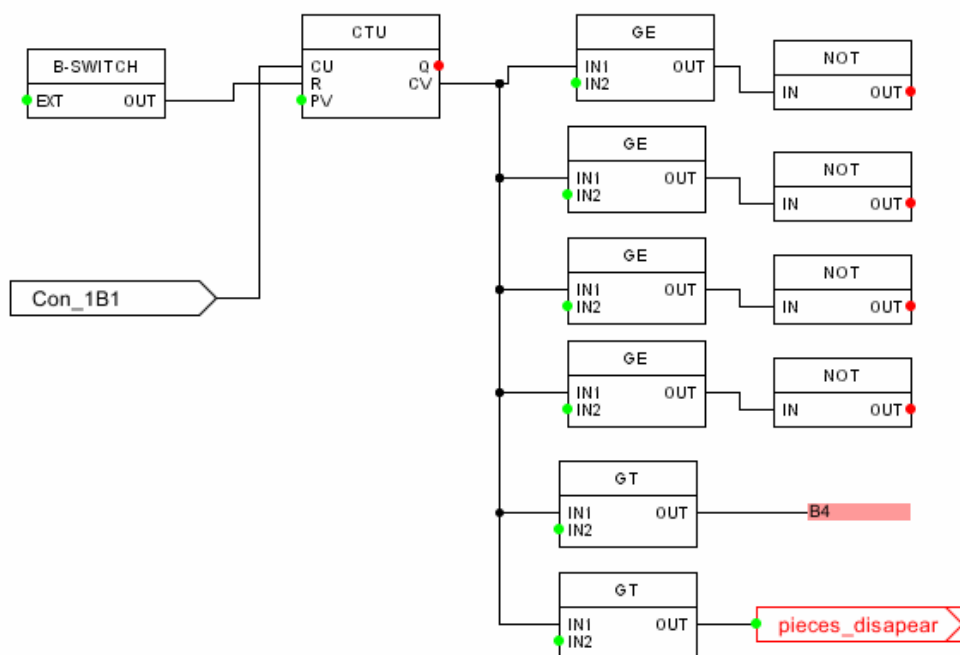 CTU
GE
NOT
B-SWITCH
CU Q
IN1 OUT
R CV
IN2
IN OUT
EXT OUT
PV
GE
NOT
IN1 OUT
IN2
IN OUT
GE
NOT
Con_1B1
IN1 OUT
IN2
IN OUT
GE
NOT
IN1 OUT
IN2
IN OUT
GT
IN1 OUT
B4
IN2
GT
IN1 OUT
pieces_disapear
IN2